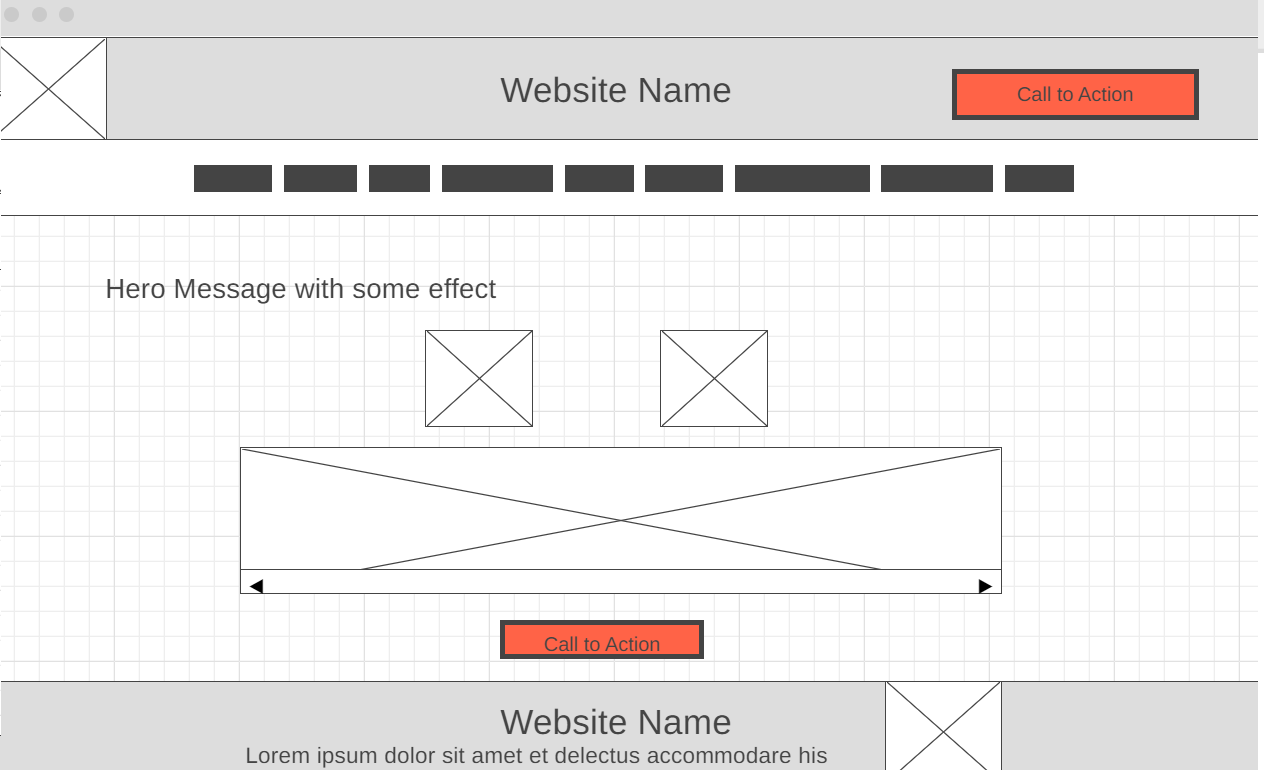 Website Name
Call to Action
Hero Message with some effect
Call to Action
Website Name
Lorem ipsum dolor sit amet et delectus accommodare his